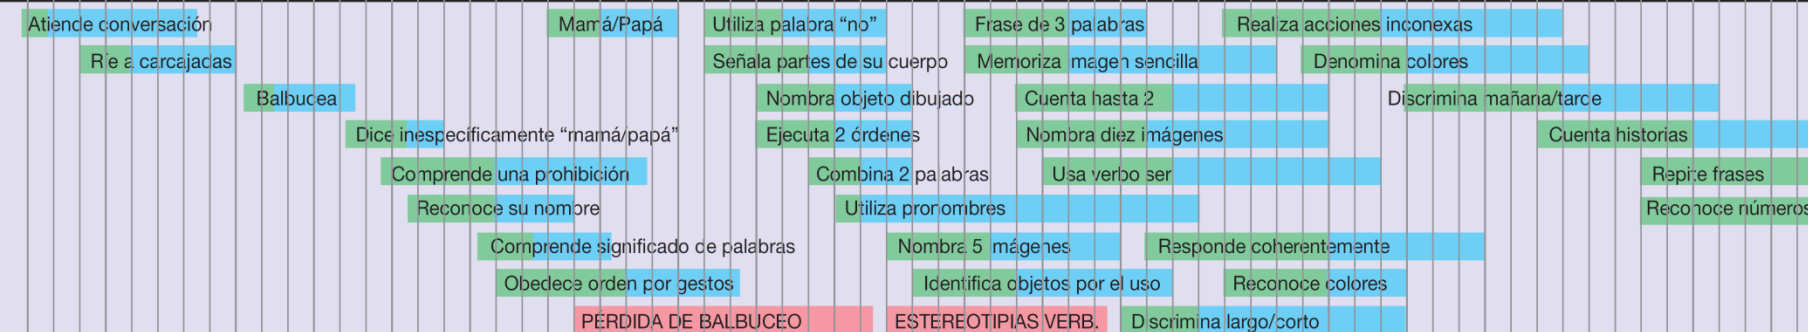 Atiende conversación Mamá/Papá Utiliza palabra “no” Frase de 3 palabras Realiza acciones inconexas
Ríe a carcajadas Señala partes de su cuerpo Memoriza imagen sencilla Denomina colores
Balbucea Nombra objeto dibujado Cuenta hasta 2 Discrimina mañana/tarde
Dice inespecíficamente “mamá/papá” Ejecuta 2 órdenes Nombra diez imágenes Cuenta historias
Comprende una prohibición Combina 2 palabras Usa verbo ser Repite frases
Reconoce su nombre Utiliza pronombres Reconoce números
Comprende significado de palabras Nombra 5 imágenes Responde coherentemente
Obedece orden por gestos Identifica objetos por el uso Reconoce colores
PÉRDIDA DE BALBUCEO ESTEREOTIPIAS VERB. Discrimina largo/corto